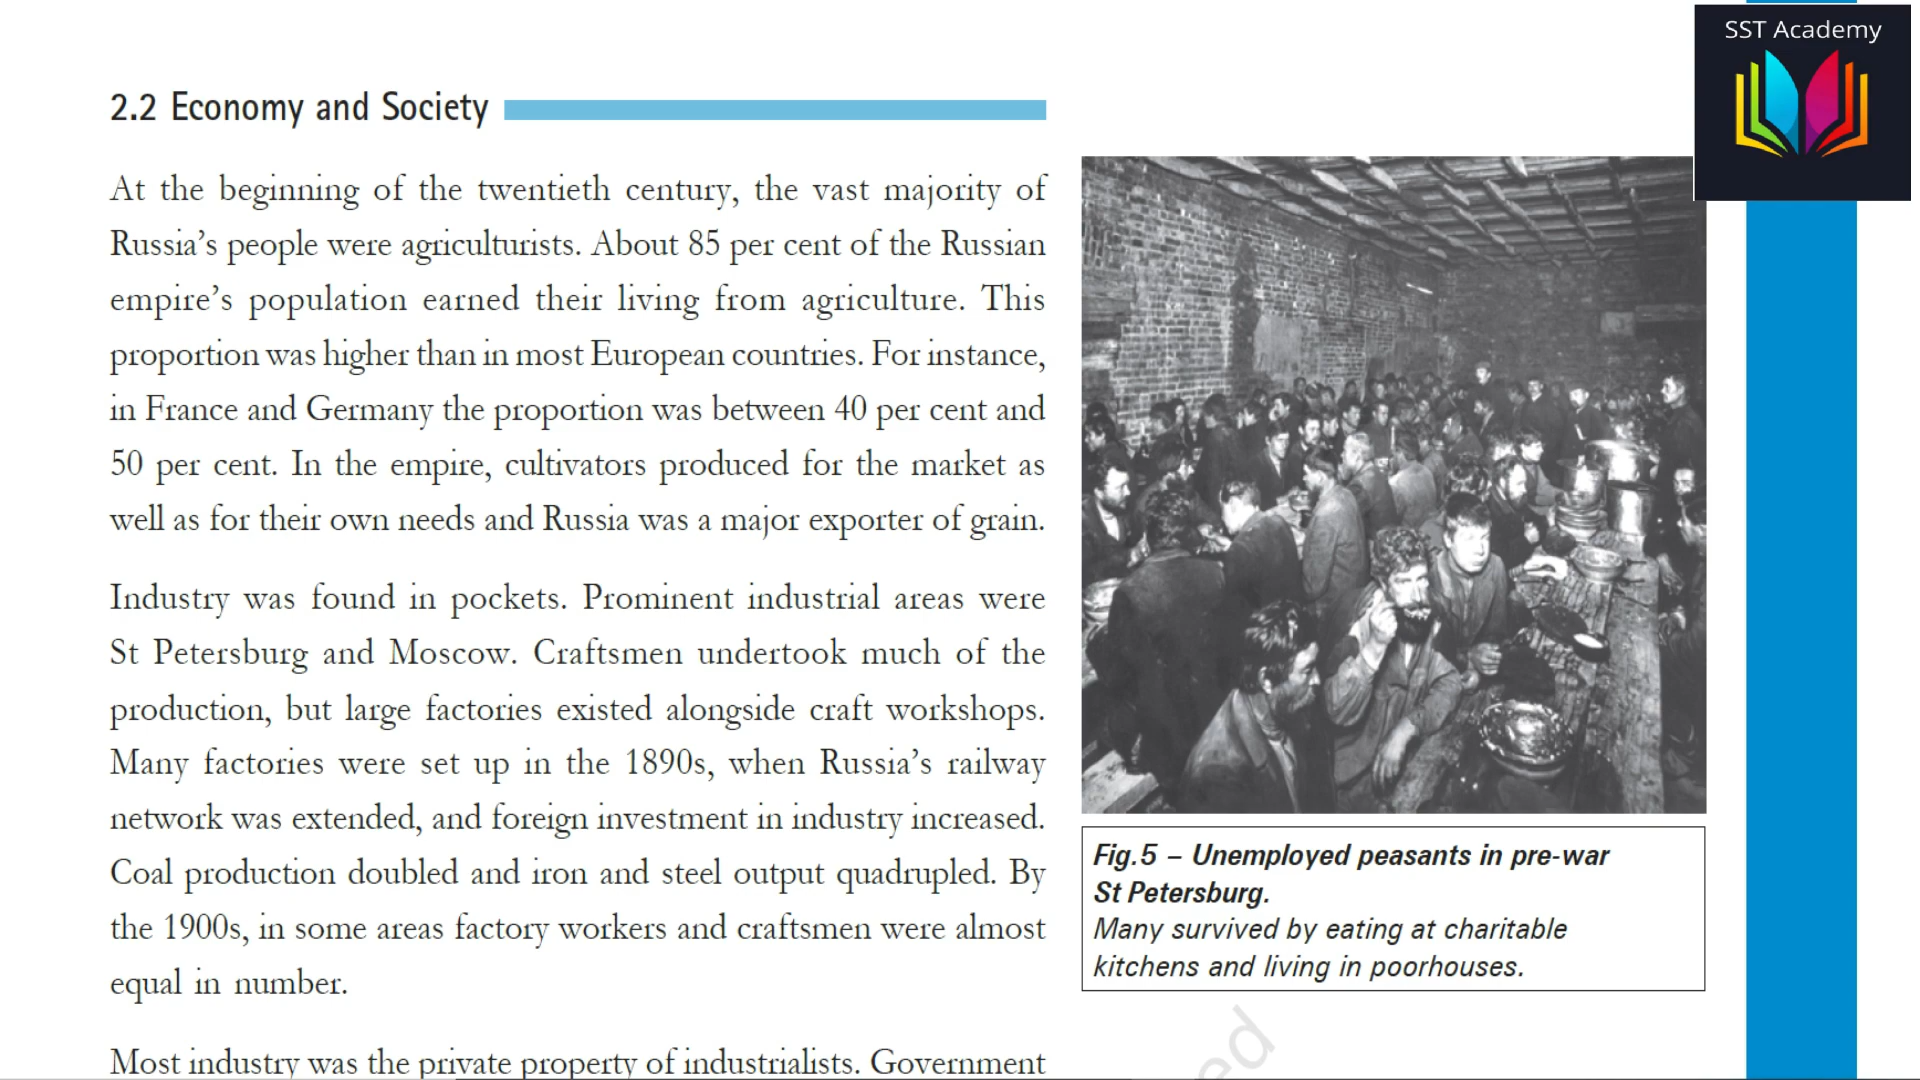 SST Academy
2.2 Economy and Society
At the beginning of the twentieth century, the vast majority of
Russia’s people were agriculturists. About 85 per cent of the Russian
empire’s population earned their living from agriculture. This
proportion was higher than in most European countries. For instance,
in France and Germany the proportion was between 40 per cent and
50 per cent. In the empire, cultivators produced for the market as
well as for their own needs and Russia was a major exporter of grain.
Industry was found in pockets. Prominent industrial areas were
St Petersburg and Moscow. Craftsmen undertook much of the
production, but large factories existed alongside craft workshops.
Many factories were set up in the 1890s, when Russia’s railway
network was extended, and foreign investment in industry increased.
Coal production doubled and iron and steel output quadrupled. By
the 1900s, in some areas factory workers and craftsmen were almost
equal in number.
Most industry was the private property of industrialists. Government
Fig.5 – Unemployed peasants in pre-war
St Petersburg.
Many survived by eating at charitable
kitchens and living in poorhouses.
ed